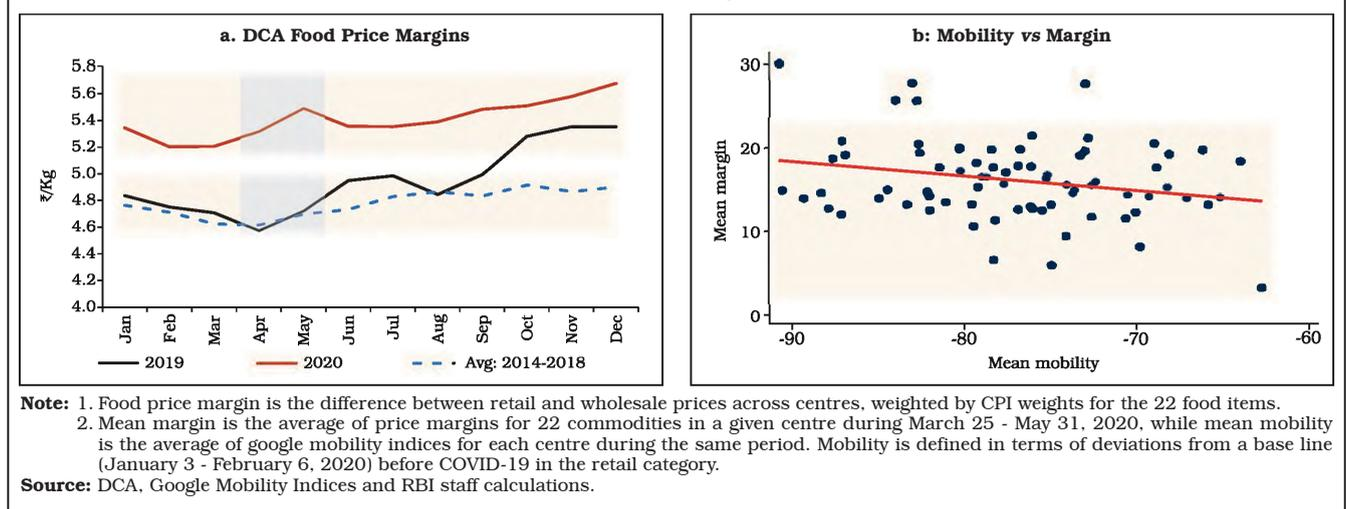 a. DCA Food Price Margins
₹/Kg
5.8
5.6
5.4
5.2
5.0
4.8
4.6
4.4
4.2
4.0
Jan
Feb
Mar
Apr
May
Jun
Jul
Aug
Sep
Oct
Nov
Dec
2019
2020
Avg: 2014-2018
b: Mobility vs Margin
Mean margin
30
20
10
0
-90
-80
-70
-60
Mean mobility
Note: 1. Food price margin is the difference between retail and wholesale prices across centres, weighted by CPI weights for the 22 food items.
2. Mean margin is the average of price margins for 22 commodities in a given centre during March 25 - May 31, 2020, while mean mobility
is the average of google mobility indices for each centre during the same period. Mobility is defined in terms of deviations from a base line
(January 3 - February 6, 2020) before COVID-19 in the retail category.
Source: DCA, Google Mobility Indices and RBI staff calculations.